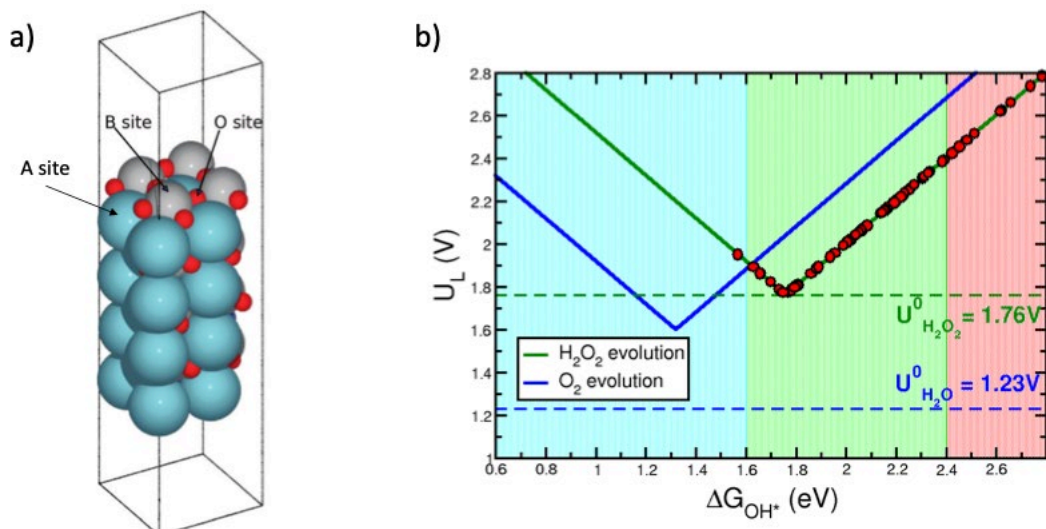 a)
B site
O site
A site
b)
2.8
2.6
2.4
2.2
2
1.8
1.6
1.4
1.2
1
U_L (V)
U⁰_H₂O₂ = 1.76V
H₂O₂ evolution
O₂ evolution
U⁰_H₂O = 1.23V
0.6 0.8 1 1.2 1.4 1.6 1.8 2 2.2 2.4 2.6
ΔG_OH* (eV)